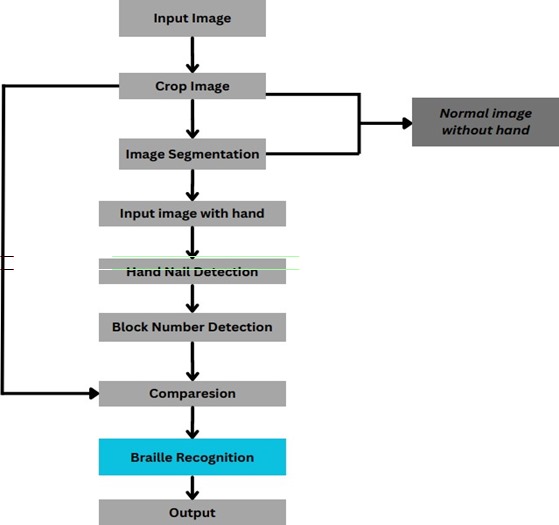 Input Image
Crop Image
Normal image
without hand
Image Segmentation
Input image with hand
Hand Nail Detection
Block Number Detection
Comparesion
Braille Recognition
Output